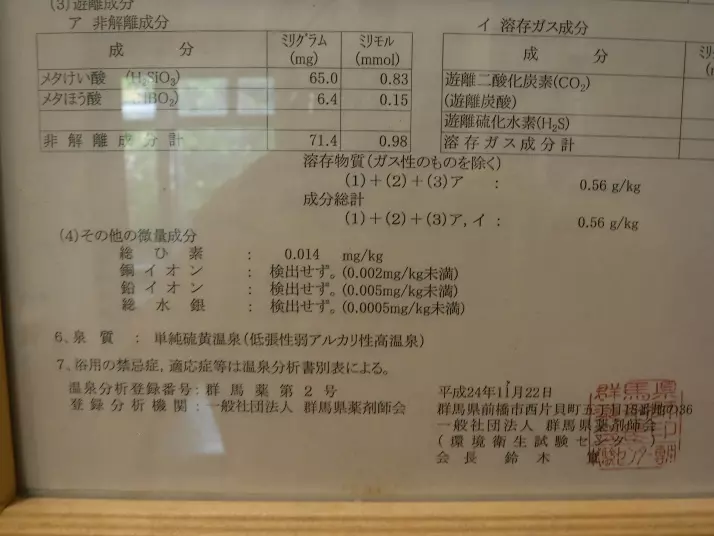 (3)遊離成分
ア 非解離成分
成 分 ミリグラム (mg) ミリモル (mmol)
メタけい酸 (H₂SiO₃) 65.0 0.83
メタほう酸 BO₂) 6.4 0.15
非解離成分計 71.4 0.98
イ 溶存ガス成分
成 分
遊離二酸化炭素(CO₂)
(遊離炭酸)
遊離硫化水素(H₂S)
溶存ガス成分計
溶存物質(ガス性のものを除く)
(1)+(2)+(3)ア : 0.56 g/kg
成分総計
(1)+(2)+(3)ア,イ : 0.56 g/kg
(4)その他の微量成分
総ひ素 : 0.014 mg/kg
銅イオン : 検出せず。(0.002mg/kg未満)
鉛イオン : 検出せず。(0.005mg/kg未満)
総水銀 : 検出せず。(0.0005mg/kg未満)
6、泉 質 : 単純硫黄温泉(低張性弱アルカリ性高温泉)
7、浴用の禁忌症,適応症等は温泉分析書別表による。
温泉分析登録番号:群馬薬第2号
登録分析機関:一般社団法人 群馬県薬剤師会
平成24年11月22日
群馬県前橋市西片貝町五丁目18番地の36
一般社団法人 群馬県薬剤師会
(環境衛生試験センター)
会長 鈴木